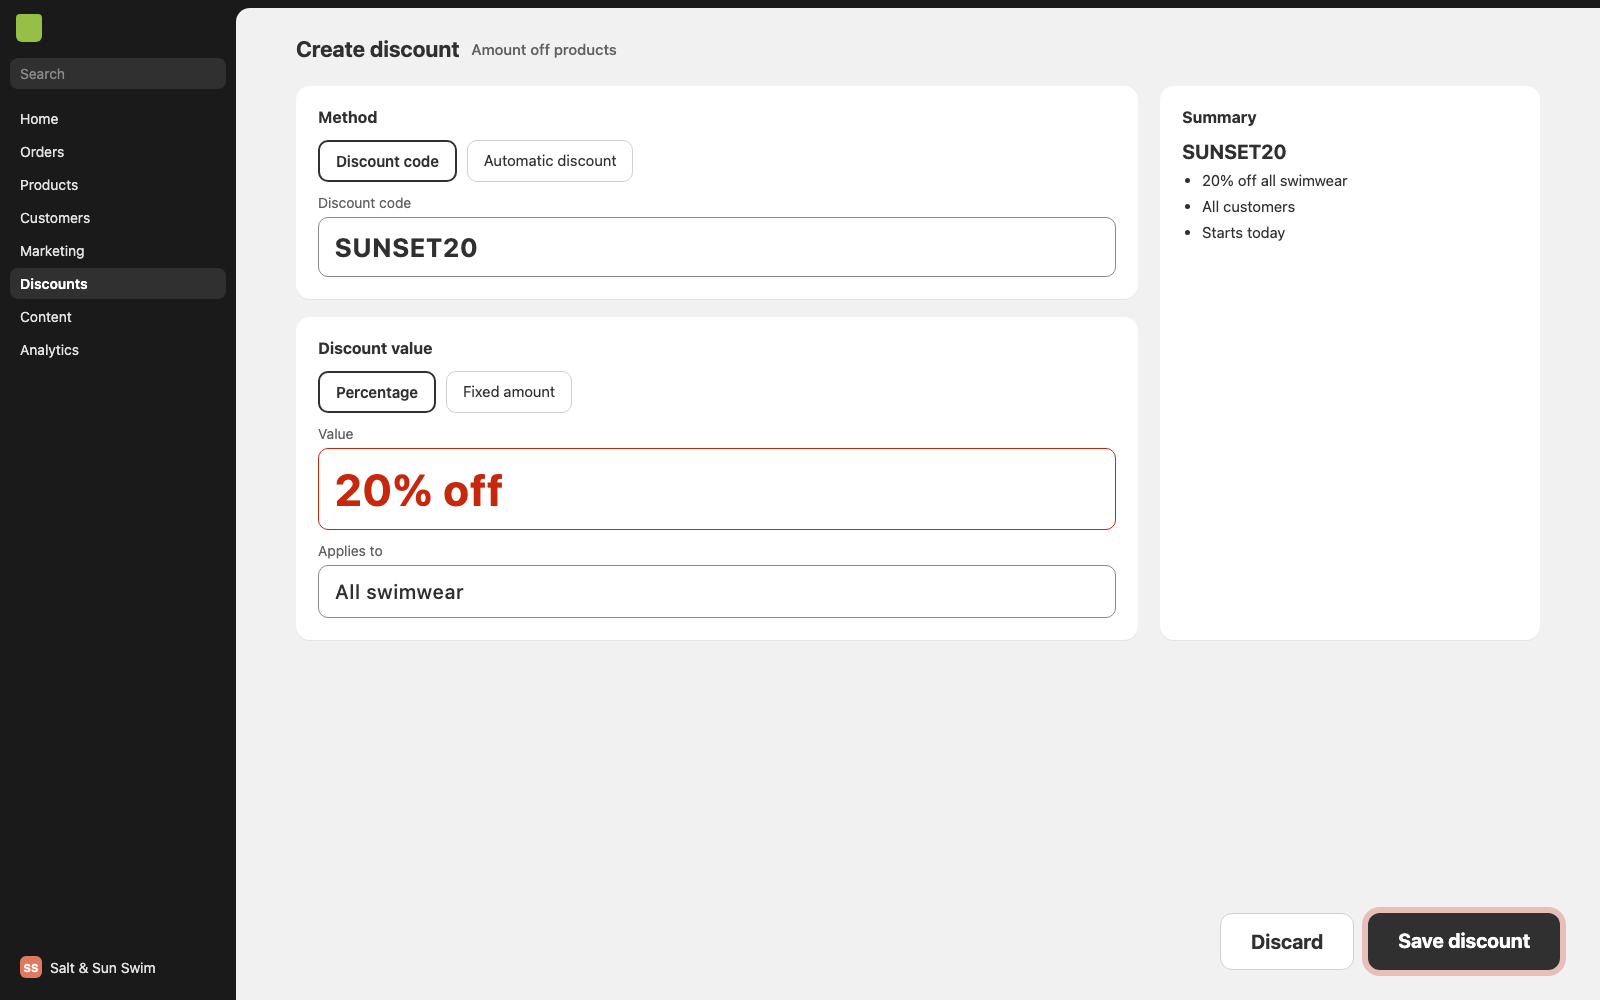 Search
Home
Orders
Products
Customers
Marketing
Discounts
Content
Analytics
SS Salt & Sun Swim
Create discount Amount off products
Method
Discount code Automatic discount
Discount code
SUNSET20
Discount value
Percentage Fixed amount
Value
20% off
Applies to
All swimwear
Summary
SUNSET20
• 20% off all swimwear
• All customers
• Starts today
Discard Save discount